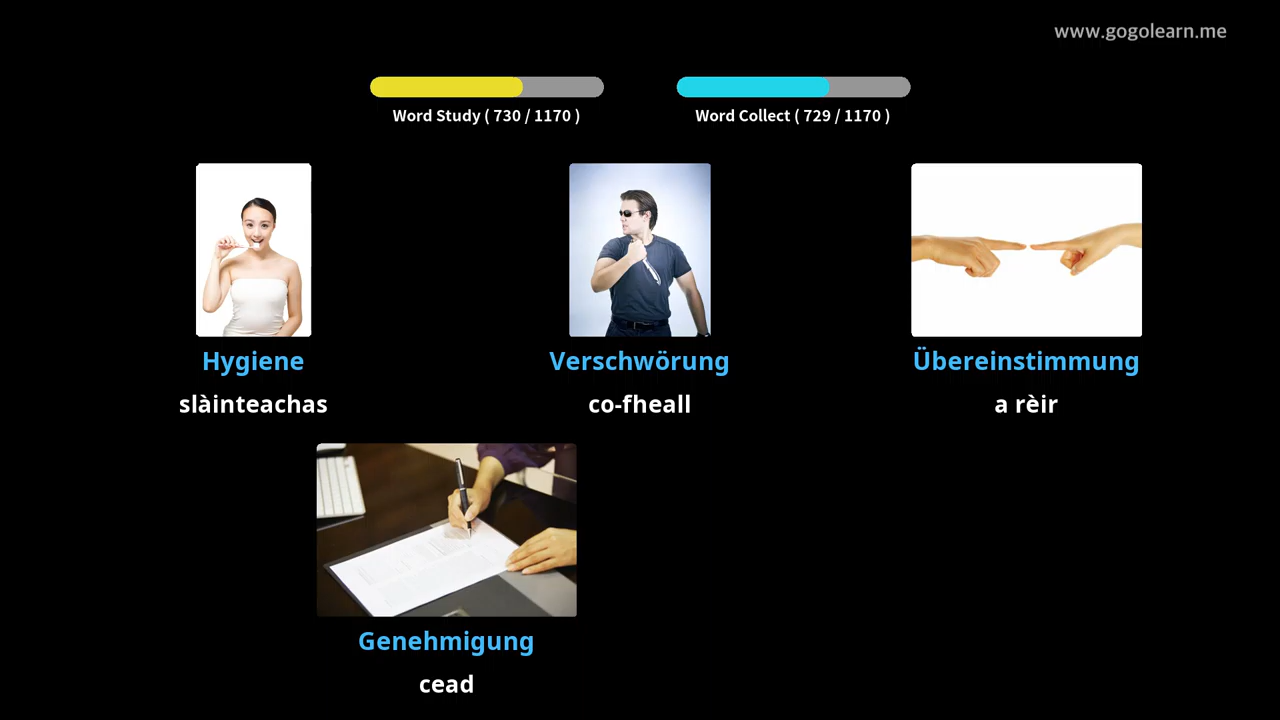 www.gogolearn.me
Word Study ( 730 / 1170 )
Word Collect ( 729 / 1170 )
Hygiene
slàinteachas
Verschwörung
co-fheall
Übereinstimmung
a rèir
Genehmigung
cead